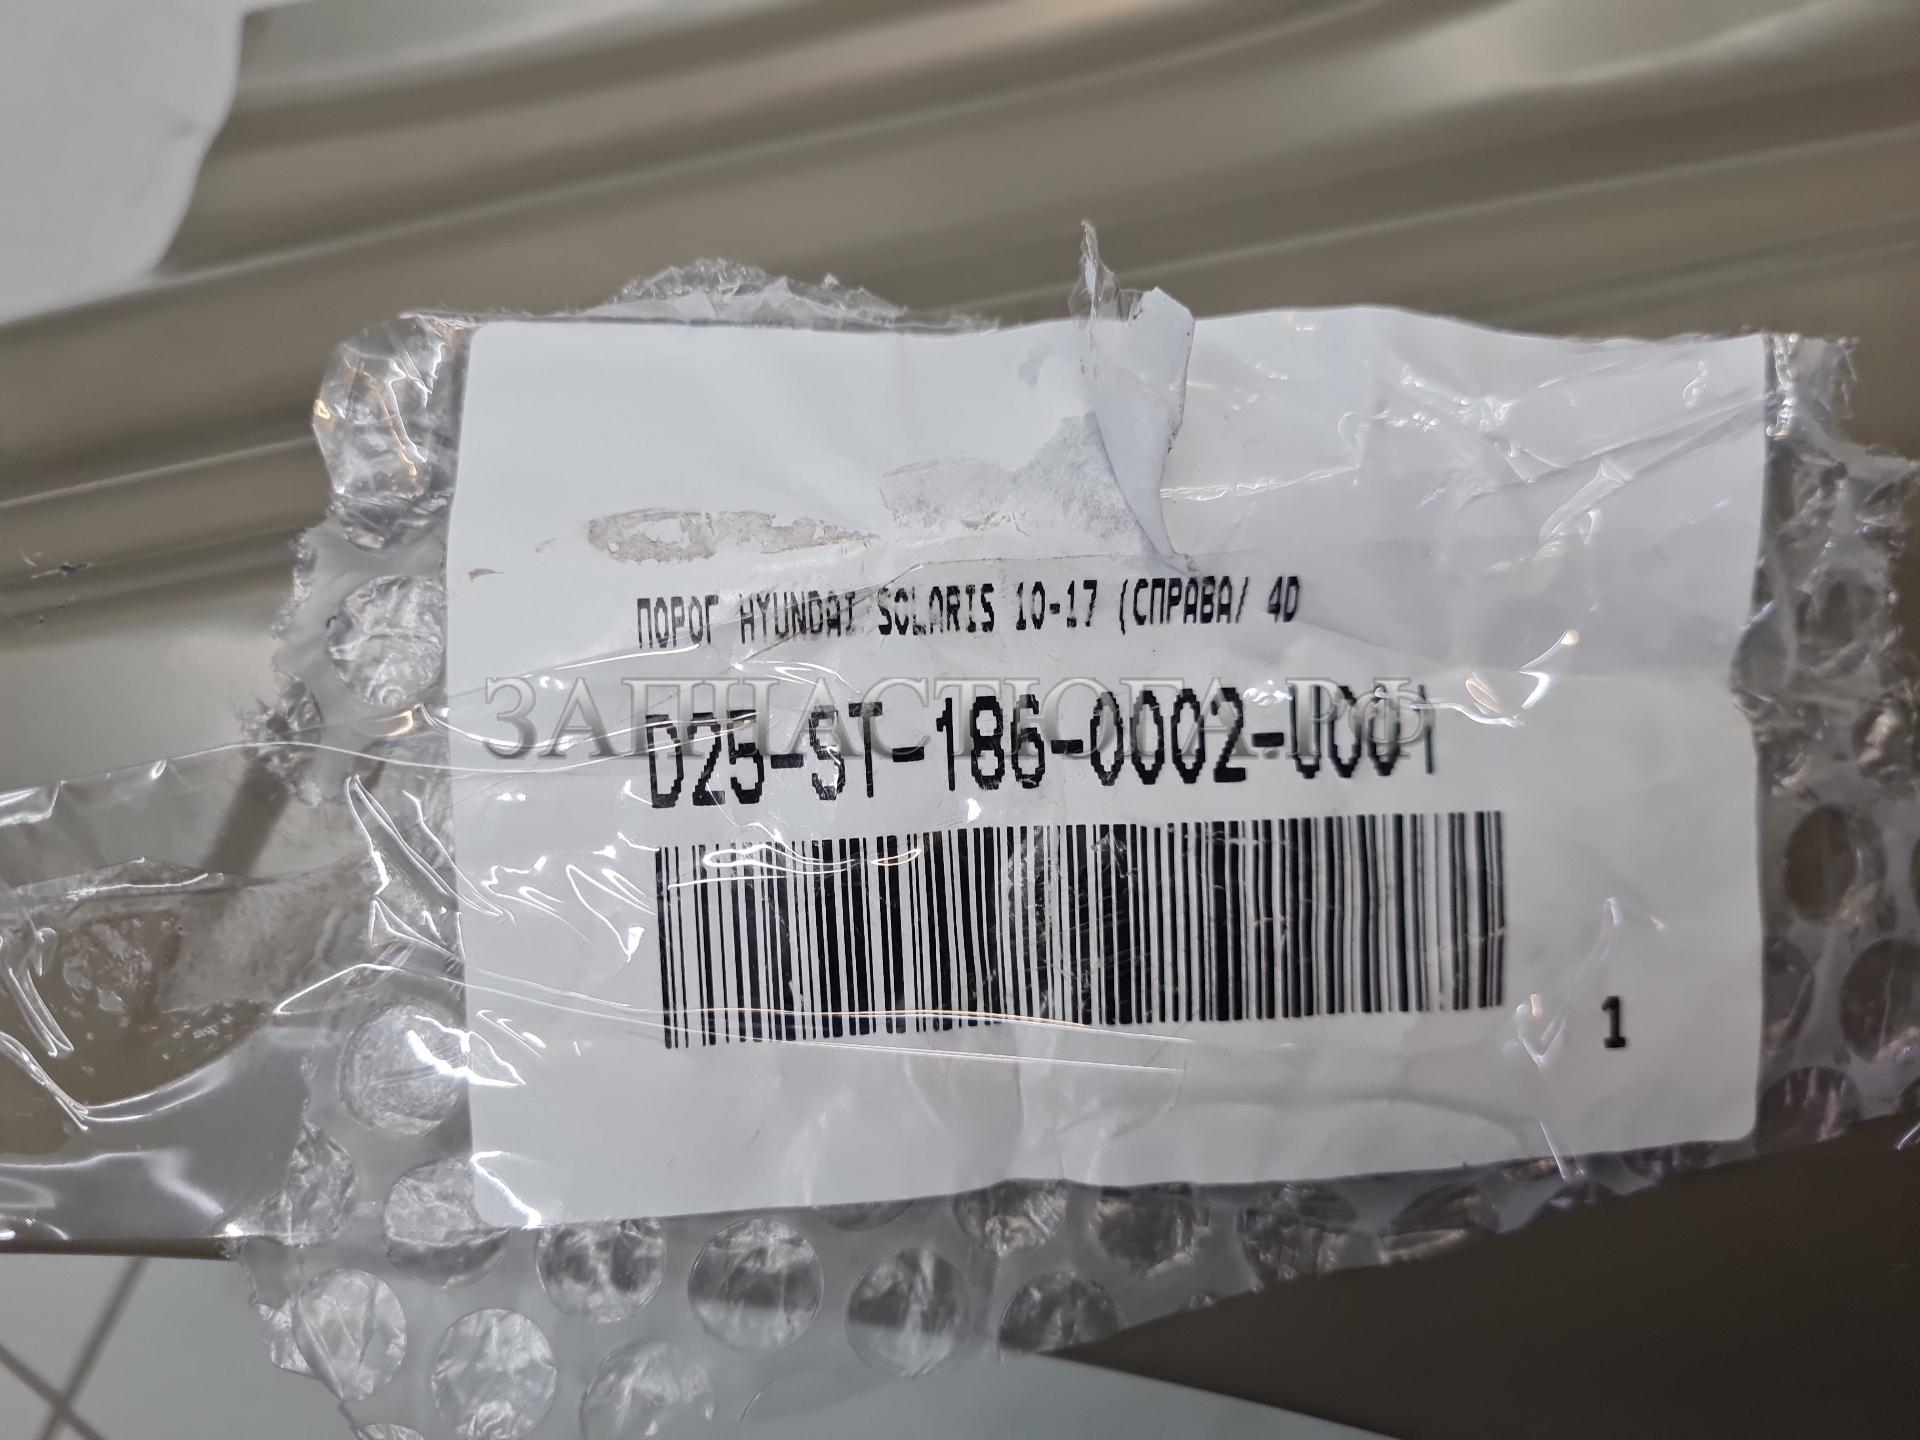 ПОРОГ HYUNDAI SOLARIS 10-17 (СПРАВА/ 4D
ЗАПЧАСТЮГА.РФ
D25-ST-186-0002-U001
1